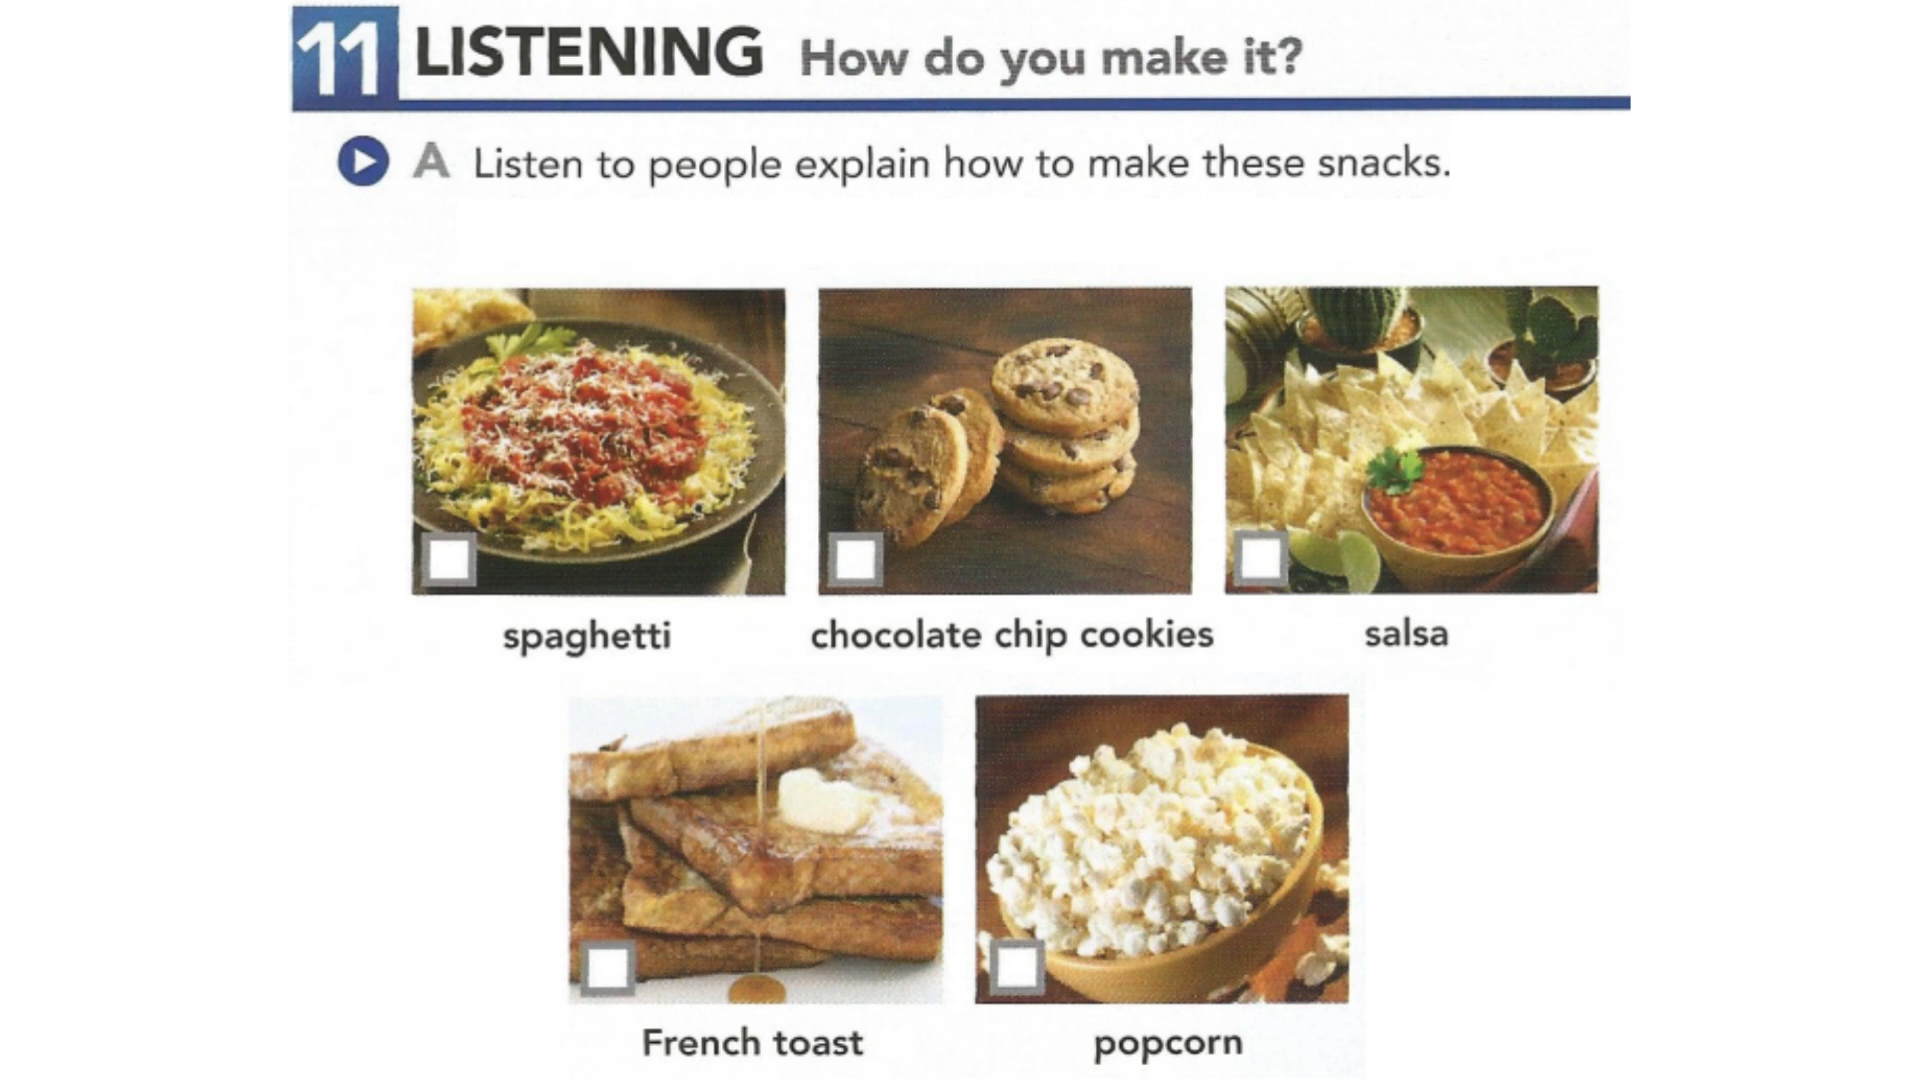 11 LISTENING How do you make it?
A Listen to people explain how to make these snacks.
spaghetti chocolate chip cookies salsa
French toast popcorn